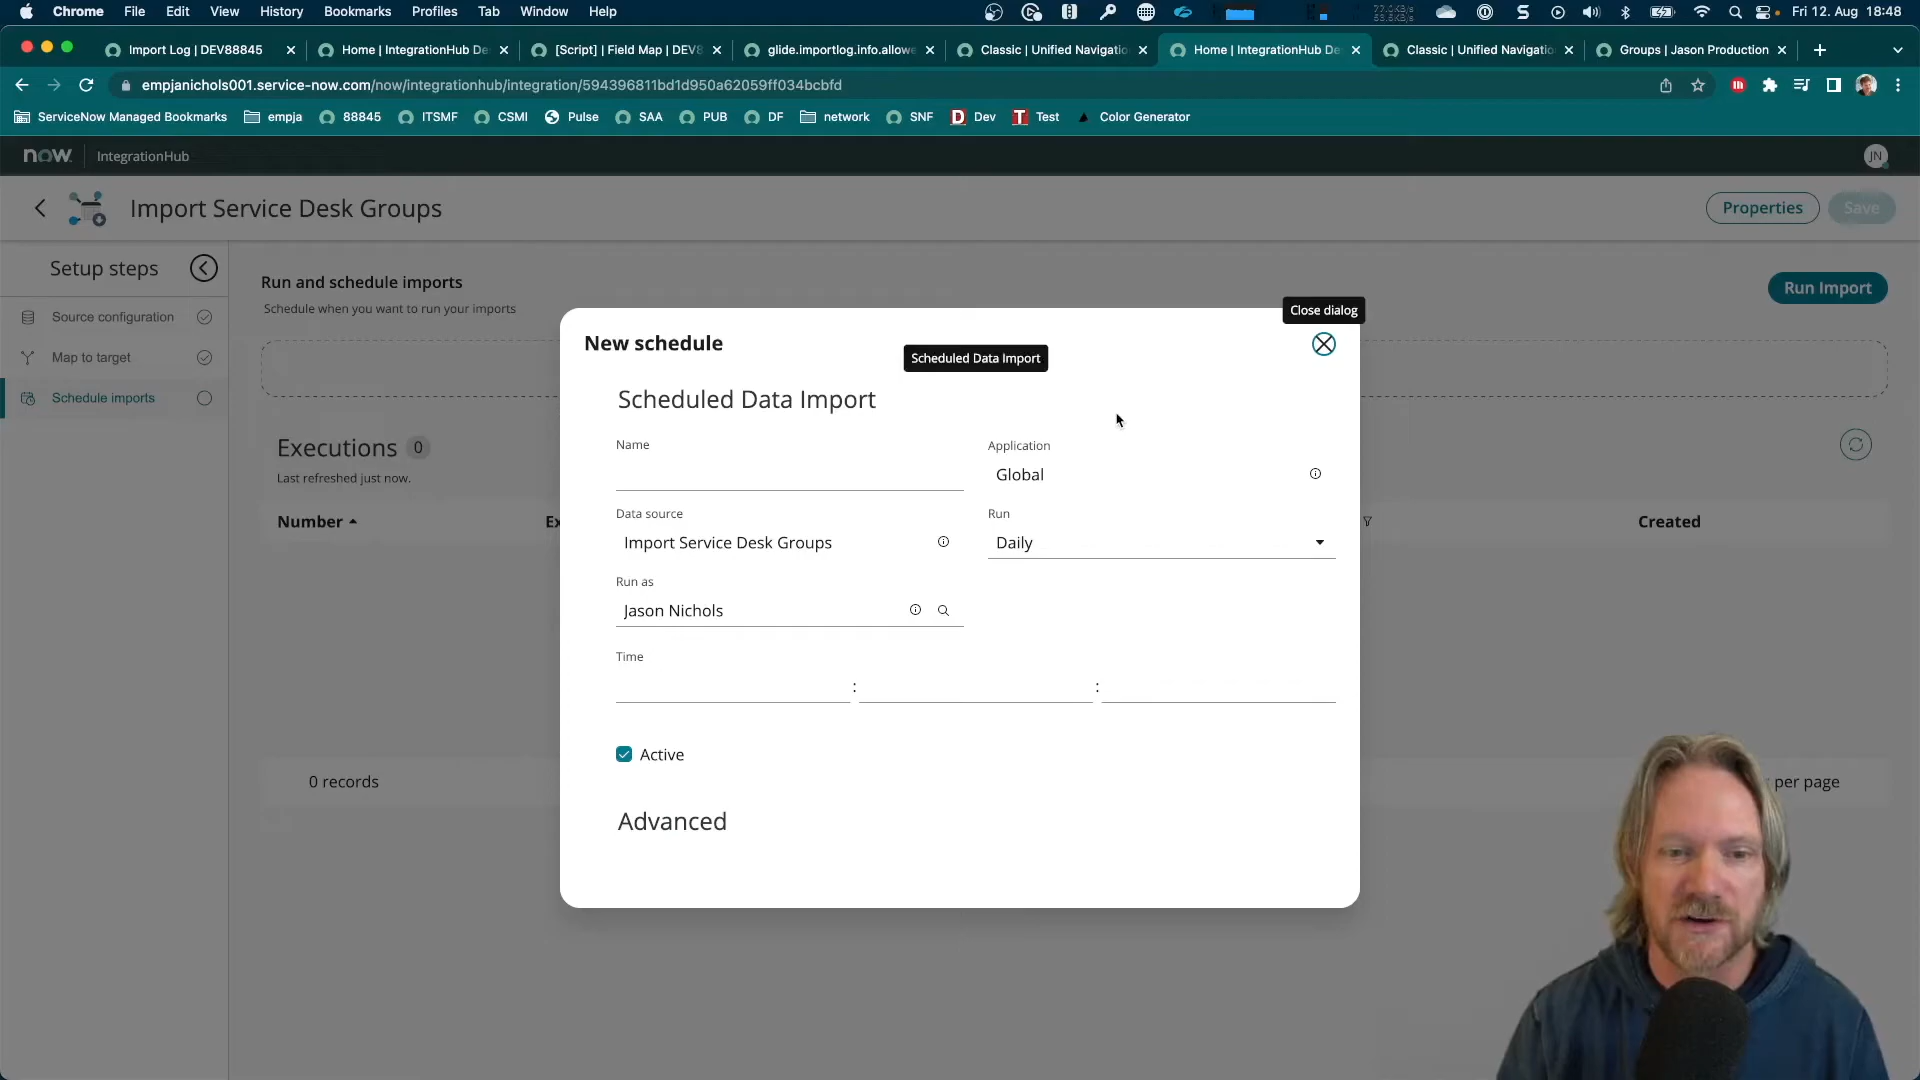 Chrome File Edit View History Bookmarks Profiles Tab Window Help Fri 12. Aug 18:48
Import Log | DEV88845 Home | IntegrationHub De [Script] | Field Map | DEV8 glide.importlog.info.allowe Classic | Unified Navigatio Home | IntegrationHub De Classic | Unified Navigatio Groups | Jason Production
empjanichols001.service-now.com/now/integrationhub/integration/594396811bd1d950a62059ff034bcbfd
ServiceNow Managed Bookmarks empja 88845 ITSMF CSMI Pulse SAA PUB DF network SNF D Dev T Test Color Generator
now IntegrationHub JN
Import Service Desk Groups Properties Save
Setup steps
Source configuration
Map to target
Schedule imports
Run and schedule imports
Schedule when you want to run your imports
Run Import
Close dialog
New schedule
Scheduled Data Import
Scheduled Data Import
Name
Application
Global
Data source
Import Service Desk Groups
Run
Daily
Run as
Jason Nichols
Time
: :
Active
Advanced
Executions 0
Last refreshed just now.
Number Ex Created
0 records per page